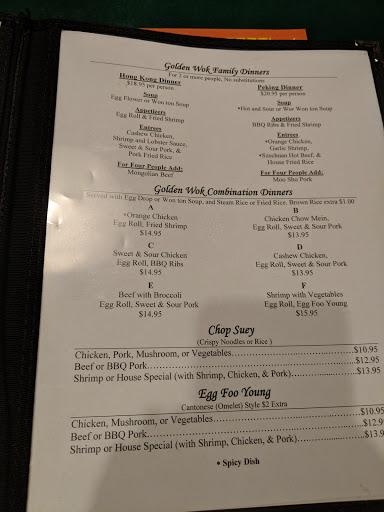 Golden Wok Family Dinners
For 2 or more people, No substitutions
Hong Kong Dinner
$18.95 per person
Soup
Egg Flower or Won ton Soup
Appetizers
Egg Roll & Fried Shrimp
Entrees
Cashew Chicken,
Shrimp and Lobster Sauce,
Sweet & Sour Pork, &
Pork Fried Rice
For Four People Add:
Mongolian Beef
Peking Dinner
$20.95 per person
Soup
•Hot and Sour or Wor Won ton Soup
Appetizers
BBQ Ribs & Fried Shrimp
Entrees
•Orange Chicken,
Garlic Shrimp,
•Szechuan Hot Beef, &
House Fried Rice
For Four People Add:
Moo Shu Pork
Golden Wok Combination Dinners
Served with Egg Drop or Won ton Soup, and Steam Rice or Fried Rice. Brown Rice extra $1.00
A
•Orange Chicken
Egg Roll, Fried Shrimp
$14.95
B
Chicken Chow Mein,
Egg Roll, Sweet & Sour Pork
$13.95
C
Sweet & Sour Chicken
Egg Roll, BBQ Ribs
$14.95
D
Cashew Chicken,
Egg Roll, Sweet & Sour Pork
$13.95
E
Beef with Broccoli
Egg Roll, Sweet & Sour Pork
$14.95
F
Shrimp with Vegetables
Egg Roll, Egg Foo Young
$15.95
Chop Suey
(Crispy Noodles or Rice )
Chicken, Pork, Mushroom, or Vegetables……………………$10.95
Beef or BBQ Pork……………………………………$12.95
Shrimp or House Special (with Shrimp, Chicken, & Pork)………………$13.95
Egg Foo Young
Cantonese (Omelet) Style $2 Extra
Chicken, Mushroom, or Vegetables……………………………$10.95
Beef or BBQ Pork……………………………………$12.9
Shrimp or House Special (with Shrimp, Chicken, & Pork)………………$13.9
• Spicy Dish